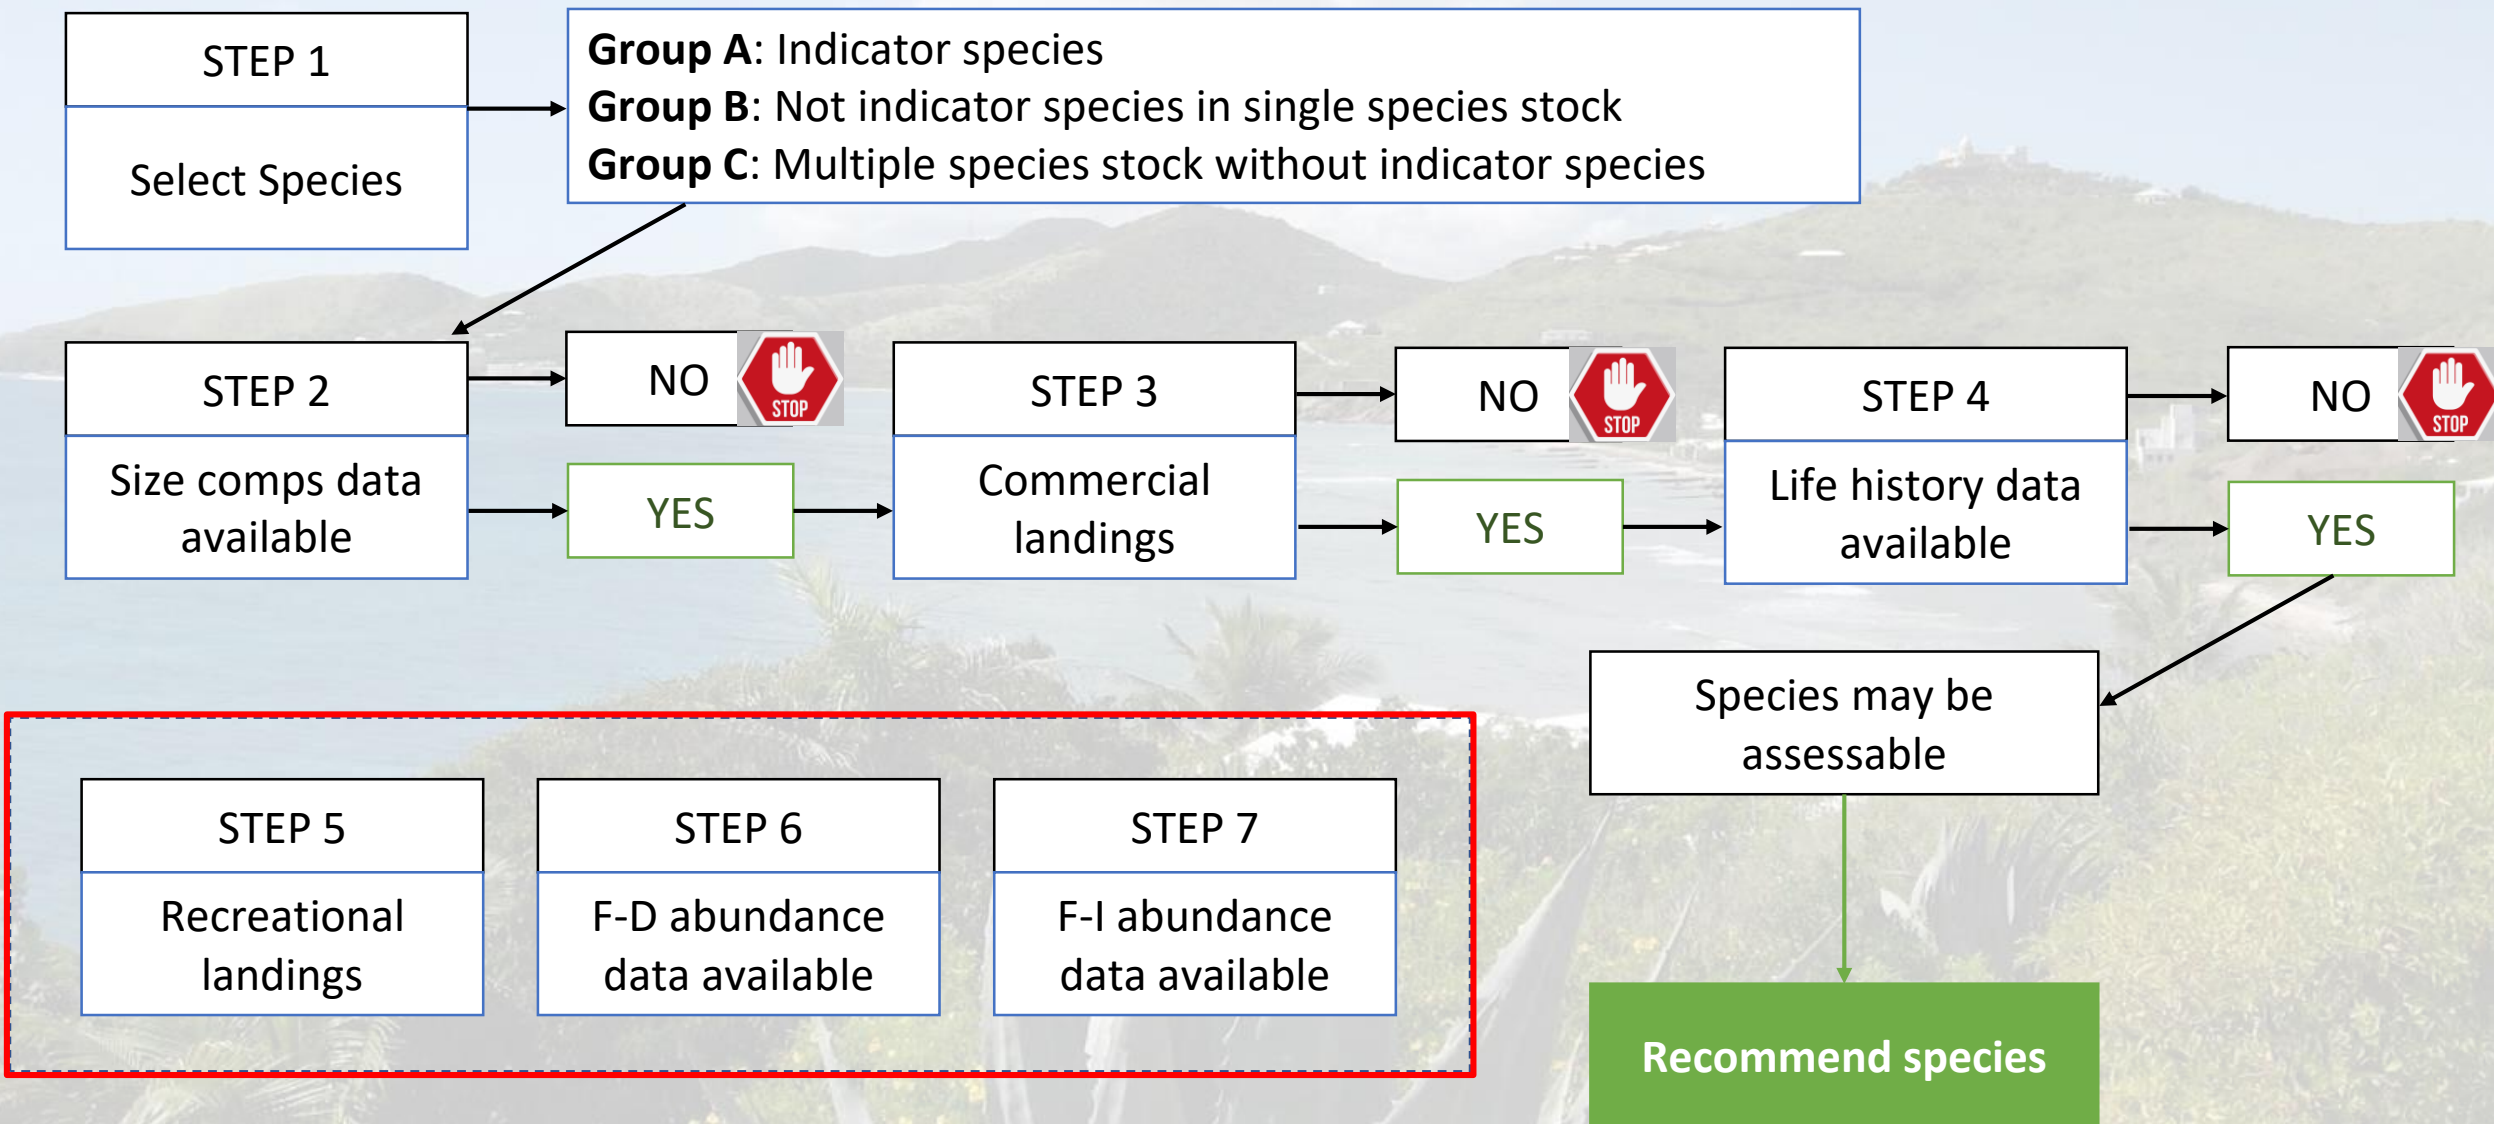 STEP 1
Select Species
Group A: Indicator species
Group B: Not indicator species in single species stock
Group C: Multiple species stock without indicator species
STEP 2
Size comps data
available
NO
STOP
YES
STEP 3
Commercial
landings
NO
STOP
YES
STEP 4
Life history data
available
NO
STOP
YES
Species may be
assessable
Recommend species
STEP 5
Recreational
landings
STEP 6
F-D abundance
data available
STEP 7
F-I abundance
data available